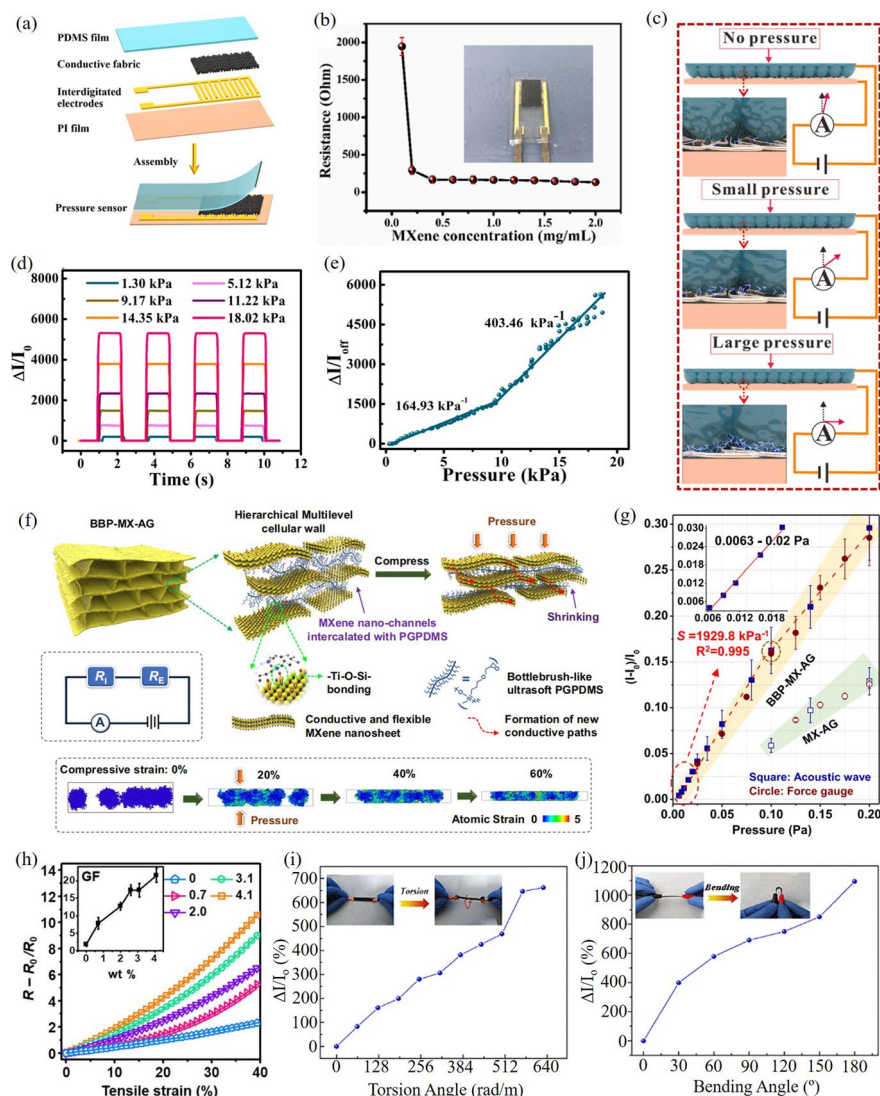 (a)
PDMS film
Conductive fabric
Interdigitated
electrodes
PI film
Assembly
Pressure sensor
(b)
Resistance (Ohm)
2000
1750
1500
1250
1000
750
500
250
0
0.0 0.5 1.0 1.5 2.0
MXene concentration (mg/mL)
(c)
No pressure
A
Small pressure
A
Large pressure
A
(d)
ΔI/I₀
8000
6000
4000
2000
0
1.30 kPa 5.12 kPa
9.17 kPa 11.22 kPa
14.35 kPa 18.02 kPa
0 2 4 6 8 10 12
Time (s)
(e)
ΔI/I_off
6000
4500
3000
1500
0
403.46 kPa⁻¹
164.93 kPa⁻¹
0 5 10 15 20
Pressure (kPa)
(f)
BBP-MX-AG
Hierarchical Multilevel
cellular wall
Compress
Pressure
MXene nano-channels
intercalated with PGPDMS
Shrinking
R_I R_E
A
-Ti-O-Si-
bonding
Bottlebrush-like
ultrasoft PGPDMS
Conductive and flexible
MXene nanosheet
Formation of new
conductive paths
Compressive strain: 0% 20% 40% 60%
Pressure
Atomic Strain 0 5
(g)
(I-I₀)/I₀
0.30
0.25
0.20
0.15
0.10
0.05
0.00
0.030
0.024
0.018
0.012
0.006
0.0063 - 0.02 Pa
0.006 0.012 0.018
S =1929.8 kPa⁻¹
R²=0.995
BBP-MX-AG
MX-AG
Square: Acoustic wave
Circle: Force gauge
0.00 0.05 0.10 0.15 0.20
Pressure (Pa)
(h)
R − R₀/R₀
14
12
10
8
6
4
2
0
GF
20
15
10
5
0
0 1 2 3 4
wt %
0 3.1
0.7 4.1
2.0
0 10 20 30 40
Tensile strain (%)
(i)
ΔI/I₀ (%)
700
600
500
400
300
200
100
0
Torsion
0 128 256 384 512 640
Torsion Angle (rad/m)
(j)
ΔI/I₀ (%)
1200
1000
800
600
400
200
0
Bending
0 30 60 90 120 150 180
Bending Angle (º)